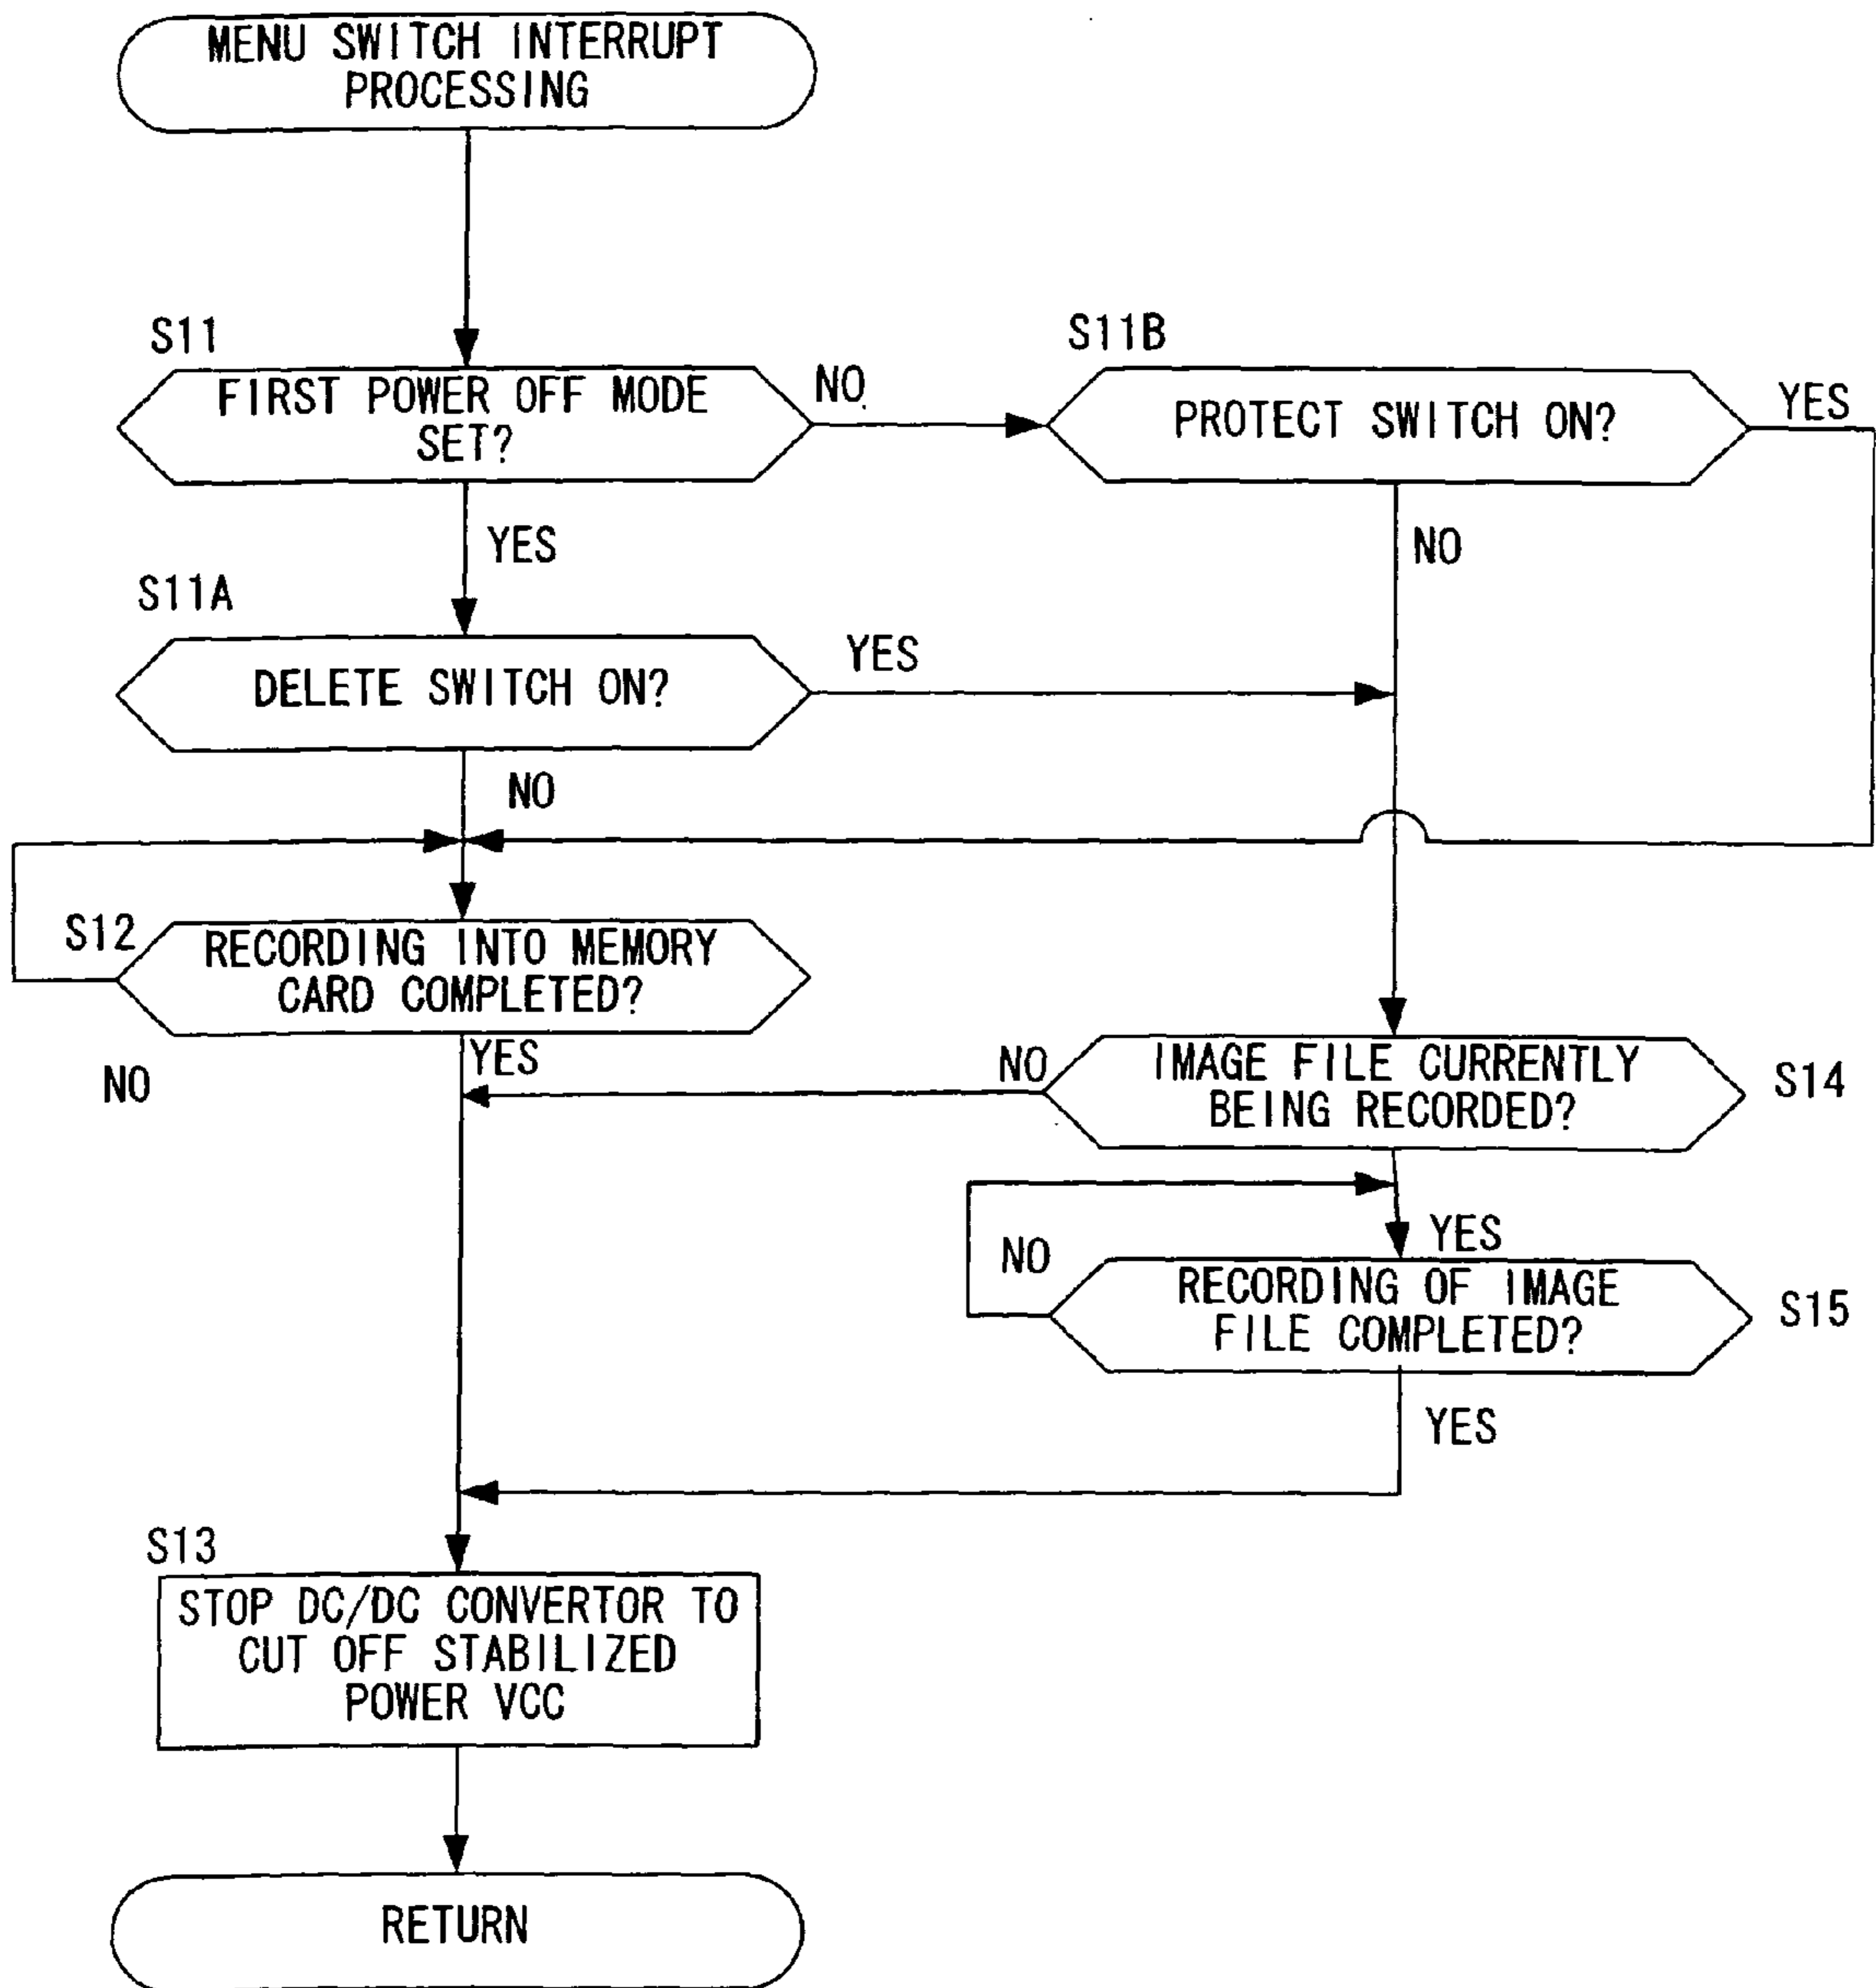 MENU SWITCH INTERRUPT
PROCESSING
S11
FIRST POWER OFF MODE
SET?
NO
S11B
PROTECT SWITCH ON?
YES
YES
NO
S11A
DELETE SWITCH ON?
YES
NO
S12
RECORDING INTO MEMORY
CARD COMPLETED?
YES
NO
NO
IMAGE FILE CURRENTLY
BEING RECORDED?
S14
YES
NO
RECORDING OF IMAGE
FILE COMPLETED?
S15
YES
S13
STOP DC/DC CONVERTOR TO
CUT OFF STABILIZED
POWER VCC
RETURN